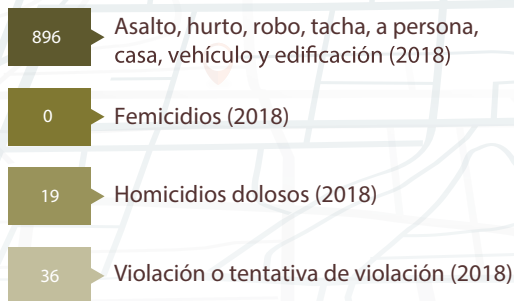 896
Asalto, hurto, robo, tacha, a persona,
casa, vehículo y edificación (2018)
0
Femicidios (2018)
19
Homicidios dolosos (2018)
36
Violación o tentativa de violación (2018)